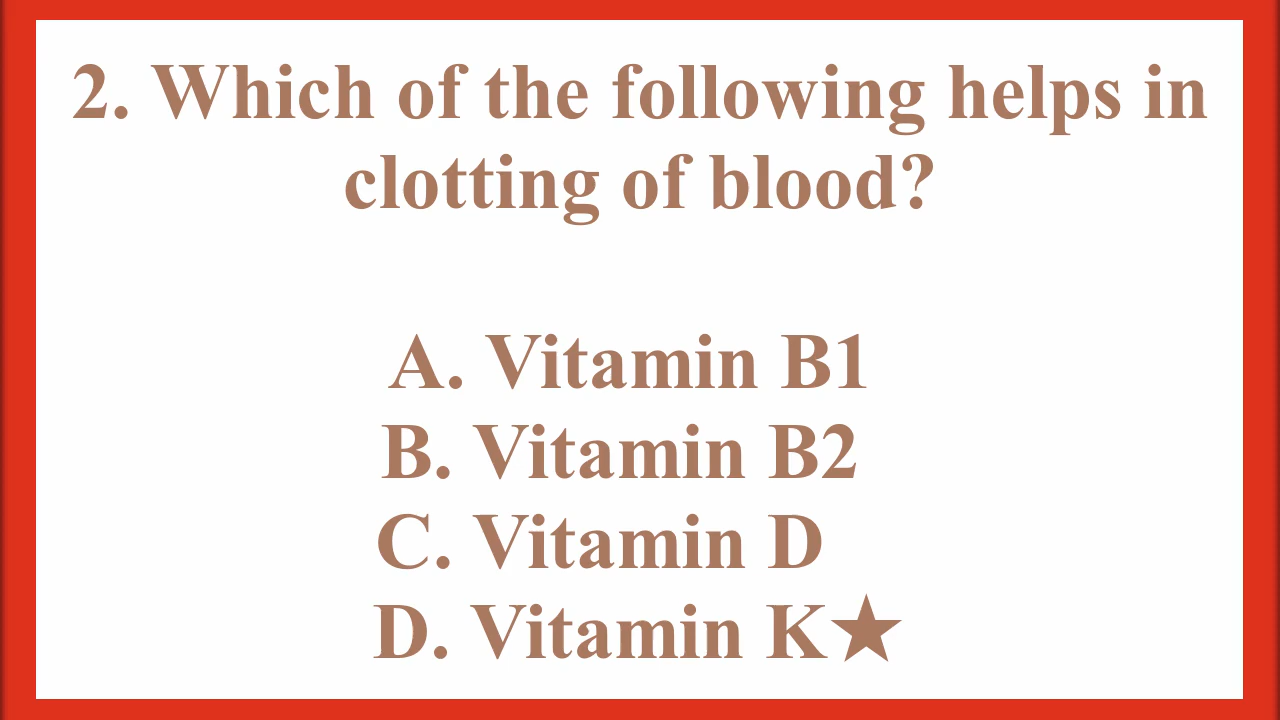 2. Which of the following helps in
clotting of blood?
A. Vitamin B1
B. Vitamin B2
C. Vitamin D
D. Vitamin K★